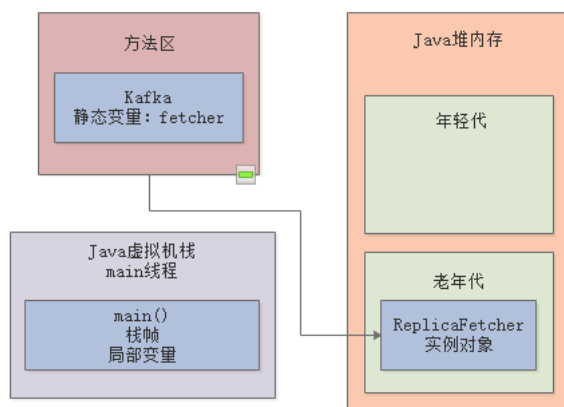 方法区
Kafka
静态变量：fetcher
Java虚拟机栈
main线程
main()
栈帧
局部变量
Java堆内存
年轻代
老年代
ReplicaFetcher
实例对象